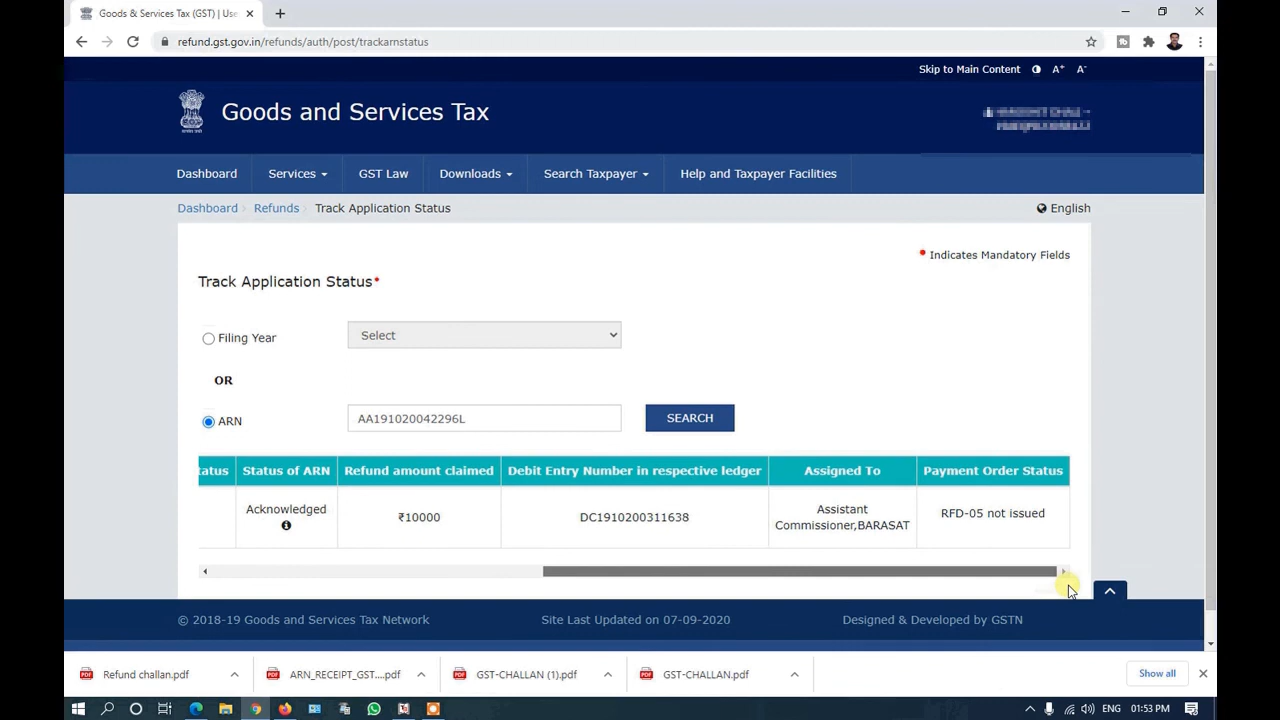 Goods & Services Tax (GST) | Use
refund.gst.gov.in/refunds/auth/post/trackarnstatus
Skip to Main Content A+ A-
Goods and Services Tax
Dashboard Services GST Law Downloads Search Taxpayer Help and Taxpayer Facilities
Dashboard Refunds Track Application Status English
Indicates Mandatory Fields
Track Application Status
Filing Year Select
OR
ARN AA191020042296L SEARCH
tatus Status of ARN Refund amount claimed Debit Entry Number in respective ledger Assigned To Payment Order Status
Acknowledged ₹10000 DC1910200311638 Assistant Commissioner,BARASAT RFD-05 not issued
© 2018-19 Goods and Services Tax Network Site Last Updated on 07-09-2020 Designed & Developed by GSTN
Refund challan.pdf ARN_RECEIPT_GST....pdf GST-CHALLAN (1).pdf GST-CHALLAN.pdf Show all
ENG 01:53 PM